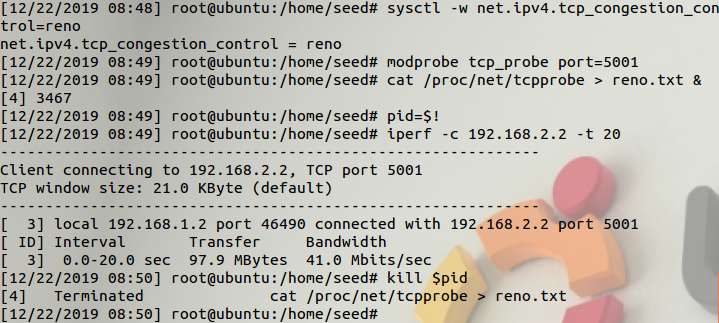 [12/22/2019 08:48] root@ubuntu:/home/seed# sysctl -w net.ipv4.tcp_congestion_con
trol=reno
net.ipv4.tcp_congestion_control = reno
[12/22/2019 08:49] root@ubuntu:/home/seed# modprobe tcp_probe port=5001
[12/22/2019 08:49] root@ubuntu:/home/seed# cat /proc/net/tcpprobe > reno.txt &
[4] 3467
[12/22/2019 08:49] root@ubuntu:/home/seed# pid=$!
[12/22/2019 08:49] root@ubuntu:/home/seed# iperf -c 192.168.2.2 -t 20
------------------------------------------------------------
Client connecting to 192.168.2.2, TCP port 5001
TCP window size: 21.0 KByte (default)
------------------------------------------------------------
[  3] local 192.168.1.2 port 46490 connected with 192.168.2.2 port 5001
[ ID] Interval       Transfer     Bandwidth
[  3]  0.0-20.0 sec  97.9 MBytes  41.0 Mbits/sec
[12/22/2019 08:50] root@ubuntu:/home/seed# kill $pid
[4]   Terminated              cat /proc/net/tcpprobe > reno.txt
[12/22/2019 08:50] root@ubuntu:/home/seed#